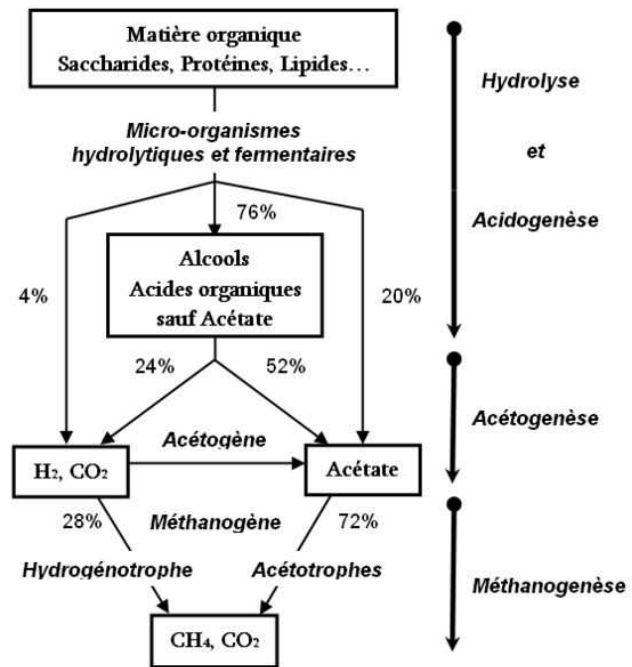 Matière organique
Saccharides, Protéines, Lipides…
Hydrolyse
Micro-organismes
hydrolytiques et fermentaires
et
76%
Acidogenèse
Alcools
Acides organiques
sauf Acétate
4%
20%
24%
52%
Acétogenèse
Acétogène
H₂, CO₂
Acétate
28%
Méthanogène
72%
Hydrogénotrophe
Acétotrophes
Méthanogenèse
CH₄, CO₂